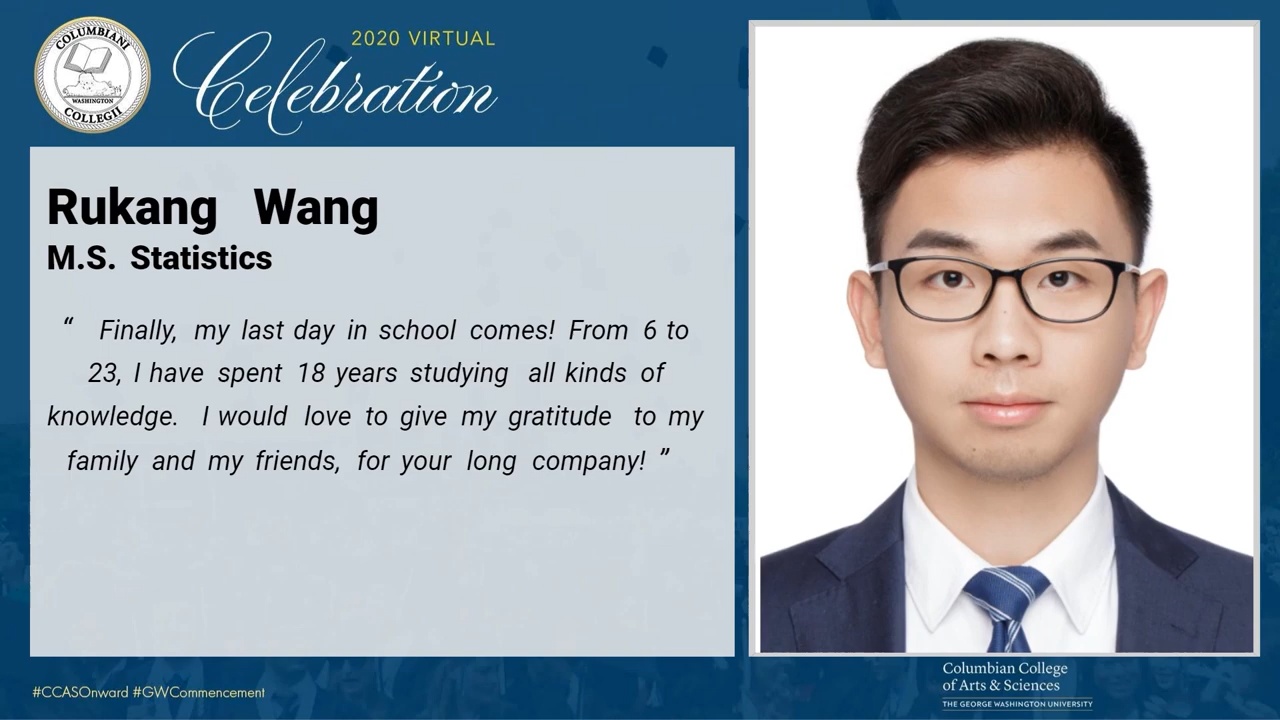 COLUMBIANI
WASHINGTON
COLLEGII
2020 VIRTUAL
Celebration
Rukang Wang
M.S. Statistics
“ Finally, my last day in school comes! From 6 to
23, I have spent 18 years studying all kinds of
knowledge. I would love to give my gratitude to my
family and my friends, for your long company! ”
#CCASOnward #GWCommencement
Columbian College
of Arts & Sciences
THE GEORGE WASHINGTON UNIVERSITY